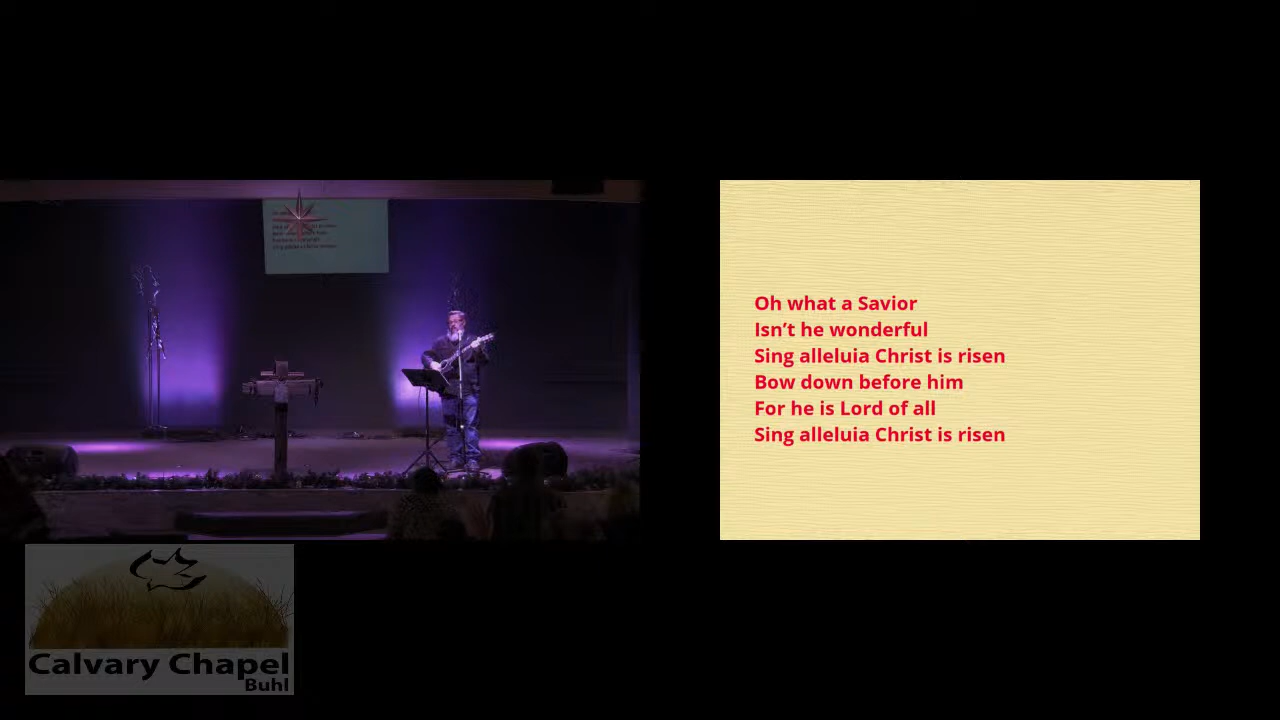 Oh what a Savior
Isn't he wonderful
Sing alleluia Christ is risen
Bow down before him
For he is Lord of all
Sing alleluia Christ is risen
Calvary Chapel
Buhl